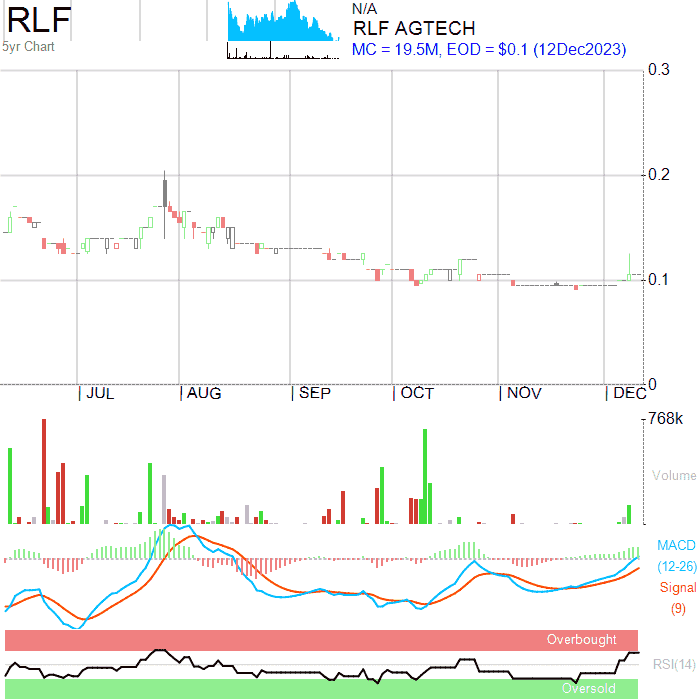 RLF
5yr Chart
N/A
RLF AGTECH
MC = 19.5M, EOD = $0.1 (12Dec2023)
0.3
0.2
0.1
0
JUL AUG SEP OCT NOV DEC
768k
Volume
MACD
(12-26)
Signal
(9)
Overbought
RSI(14)
Oversold